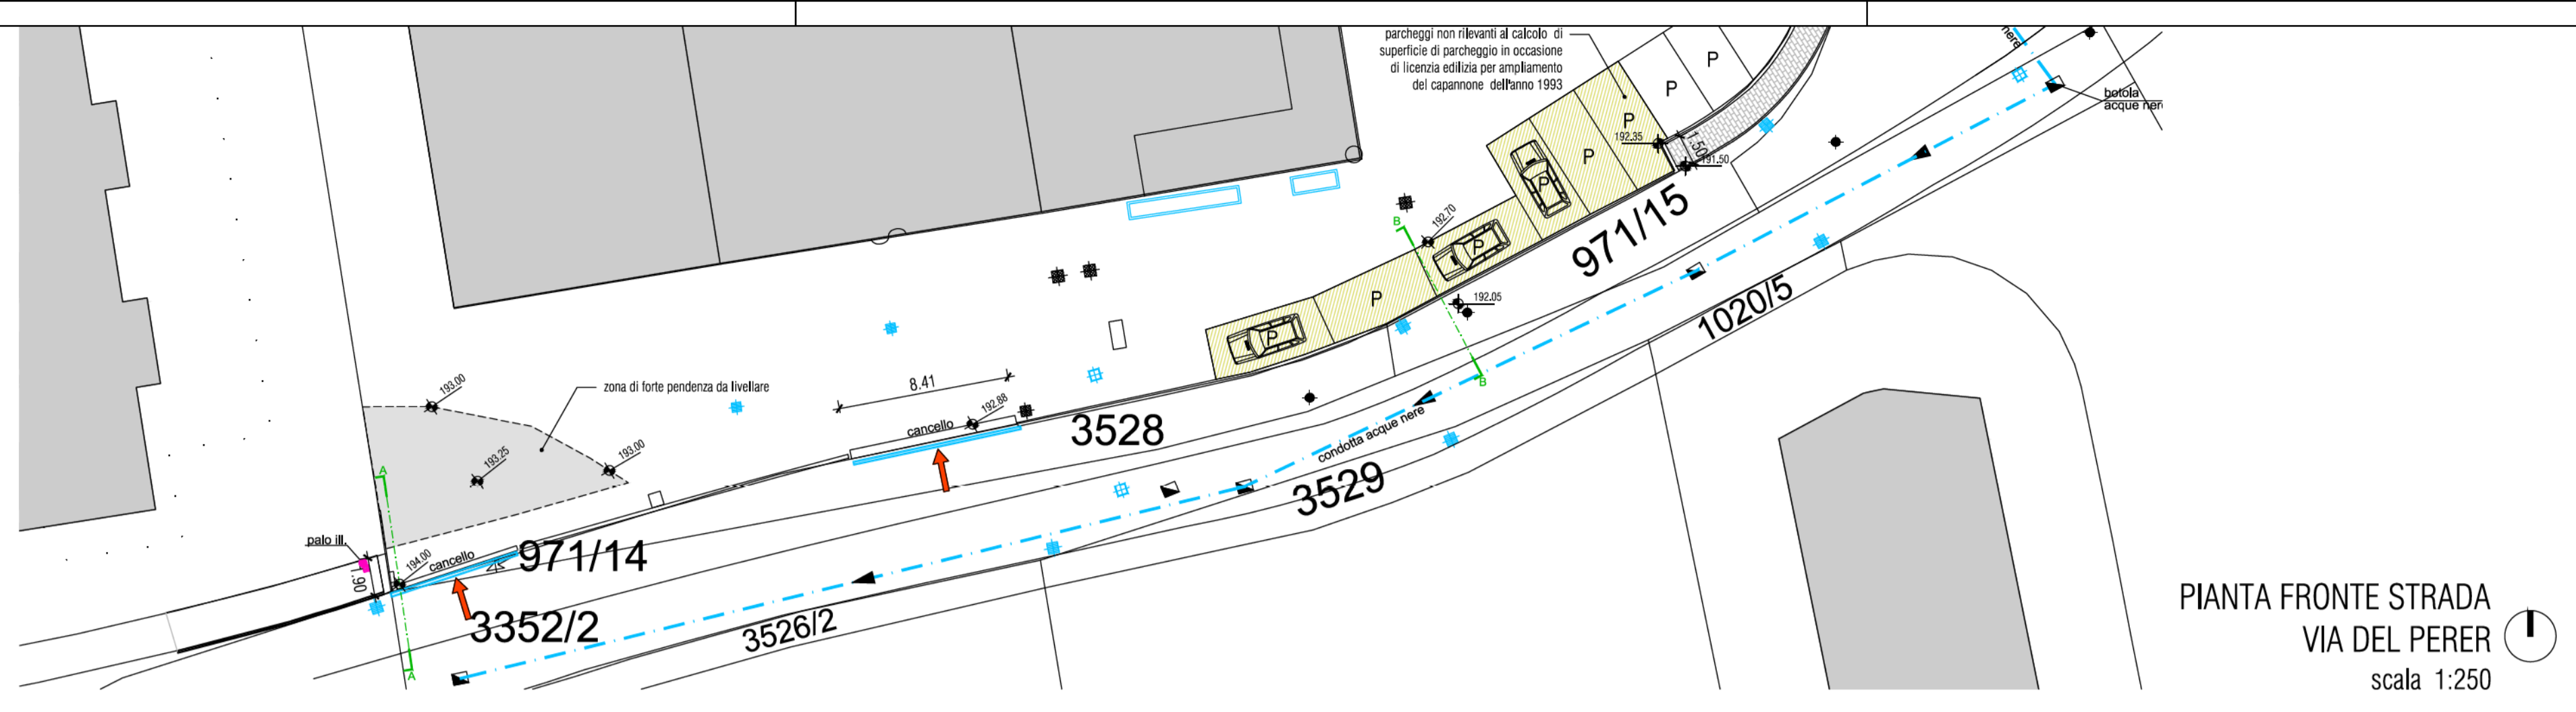 parcheggi non rilevanti al calcolo di
superficie di parcheggio in occasione
di licenzia edilizia per ampliamento
del capannone dell'anno 1993
P
P
P
P
P
P
P
P
192.35
1.50
191.50
nere
botola
acque ner
971/15
B
192.70
192.05
B
1020/5
zona di forte pendenza da livellare
193.00
193.00
193.25
8.41
cancello
192.88
3528
condotta acque nere
3529
A
palo ill.
194.00
cancello
971/14
3352/2
3526/2
A
PIANTA FRONTE STRADA
VIA DEL PERER
scala 1:250